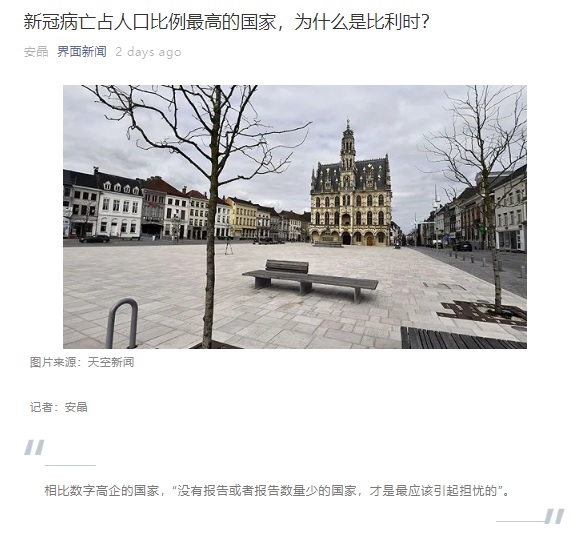 新冠病亡占人口比例最高的国家，为什么是比利时？
安晶 界面新闻 2 days ago
图片来源：天空新闻
记者：安晶
相比数字高企的国家，“没有报告或者报告数量少的国家，才是最应该引起担忧的”。